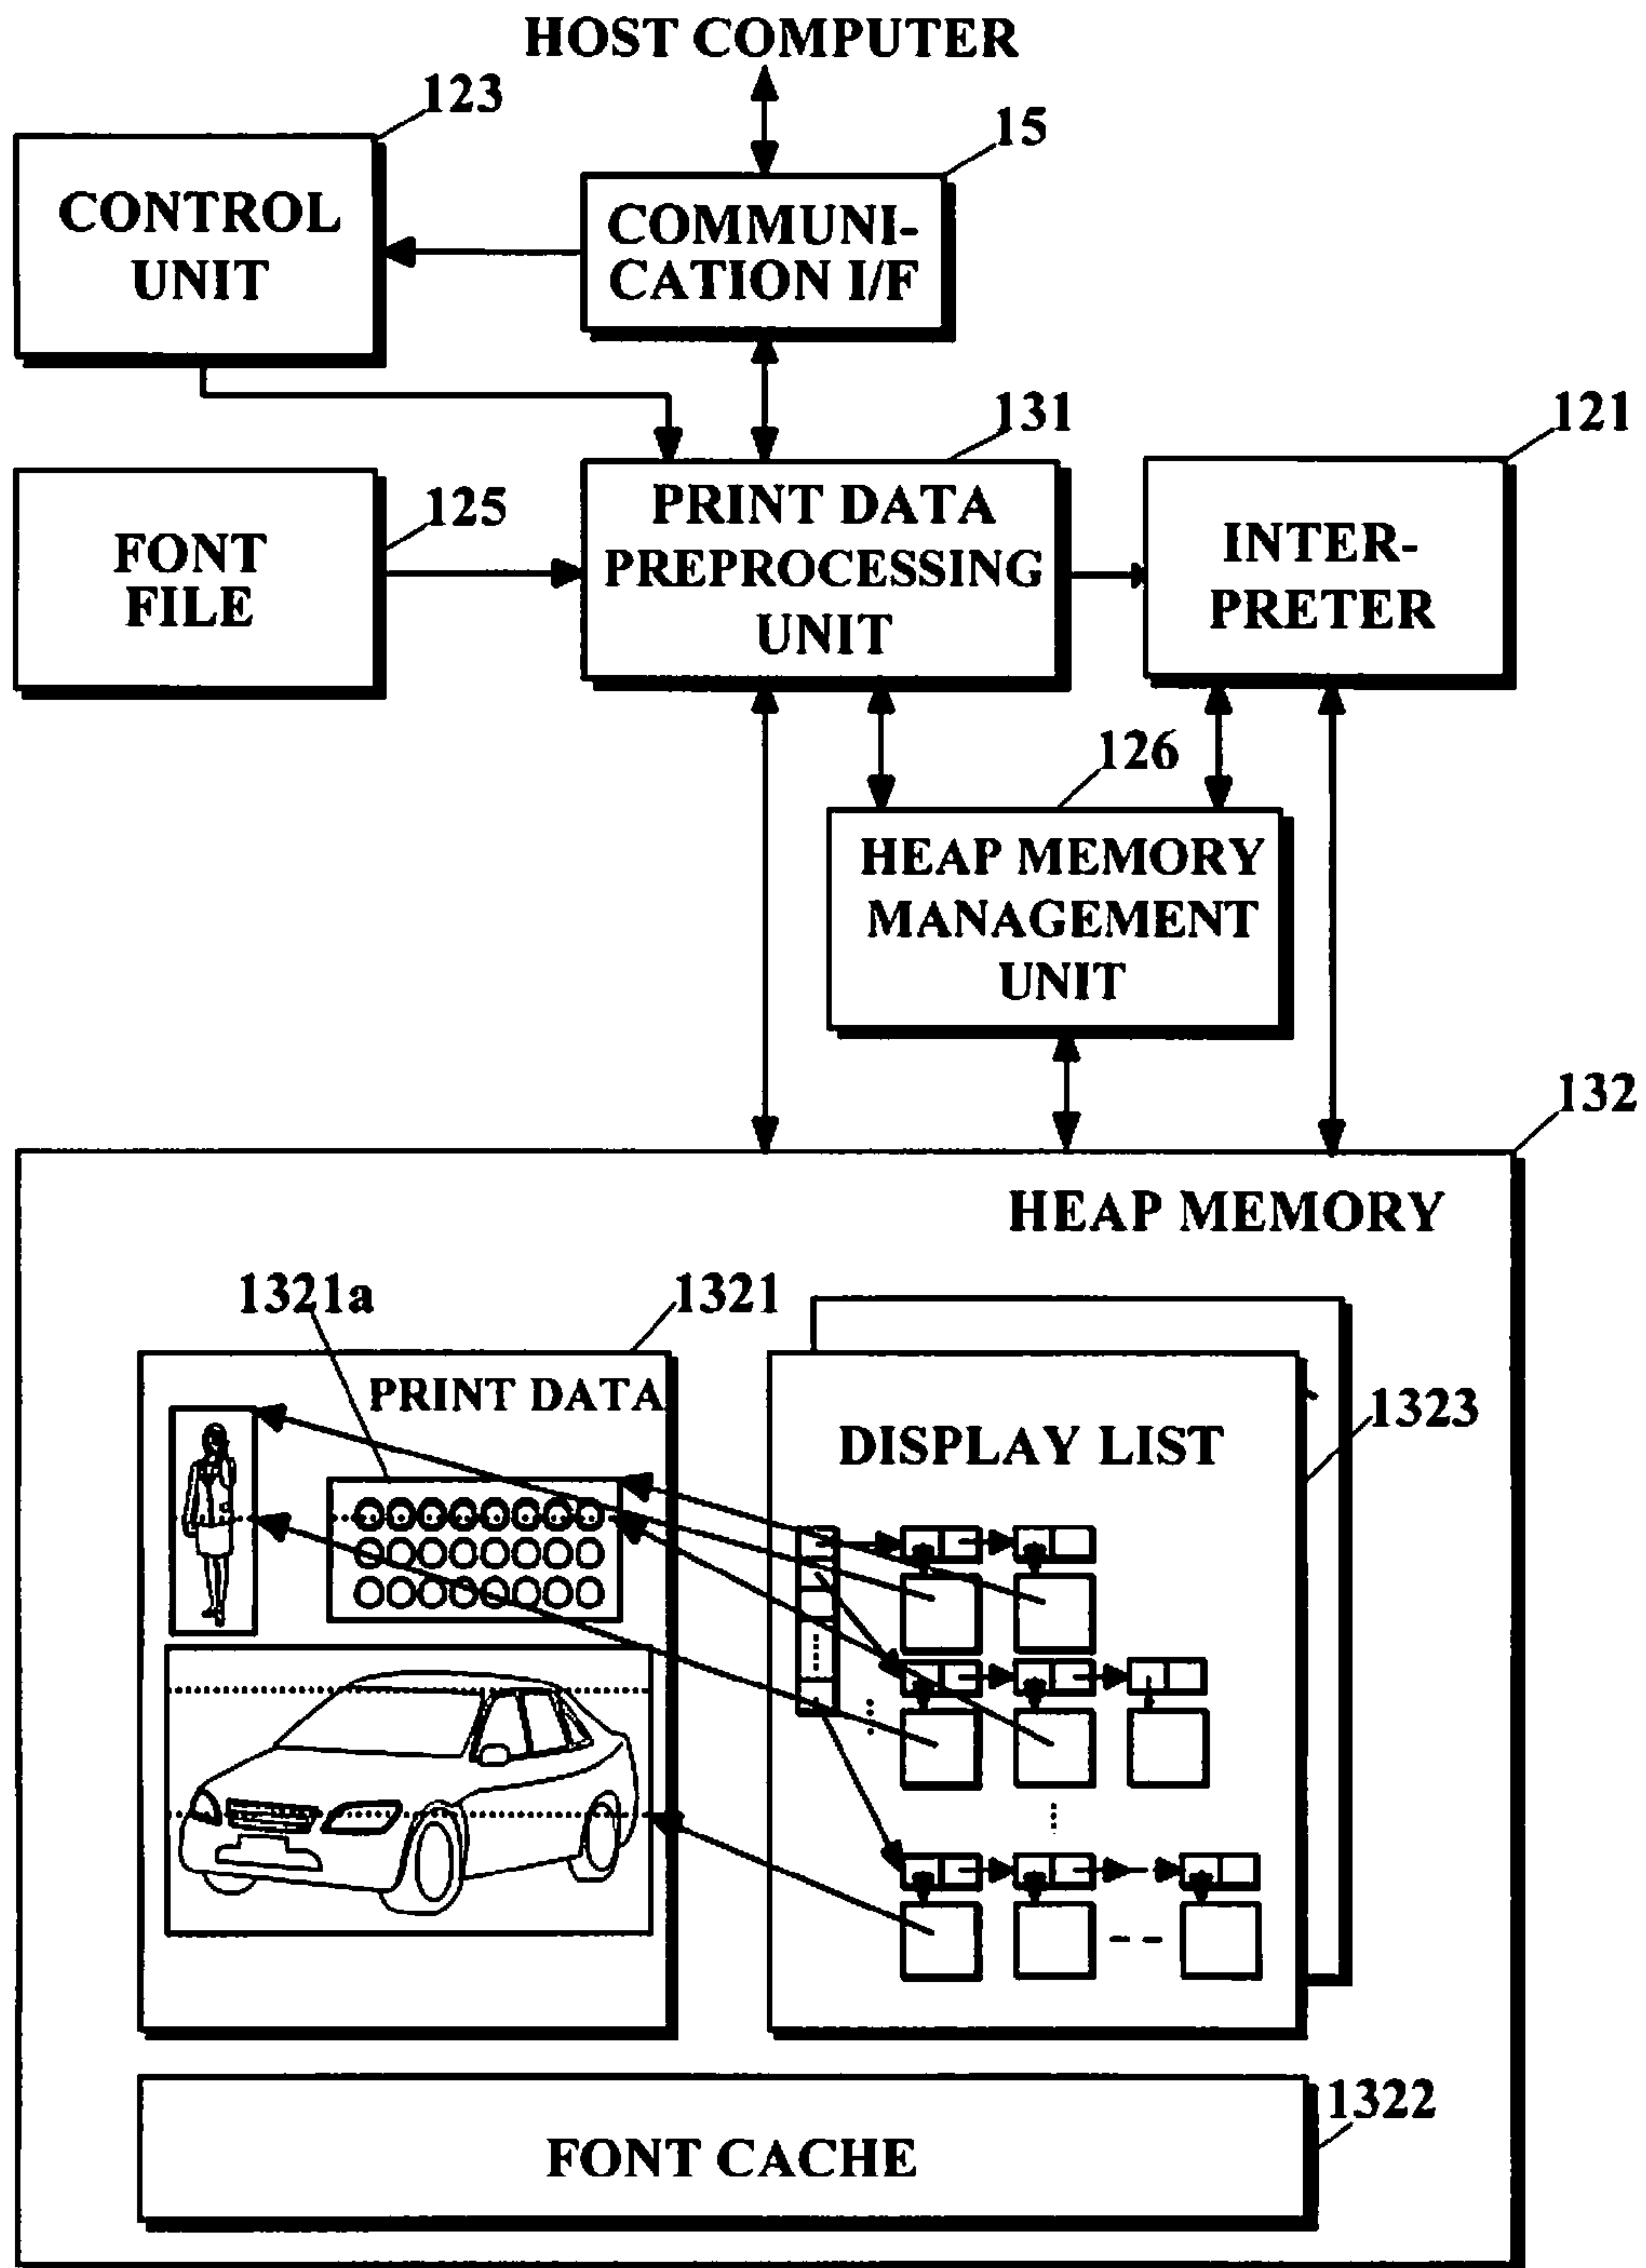 HOST COMPUTER
123
15
CONTROL
UNIT
COMMUNI-
CATION I/F
131
121
125
FONT
FILE
PRINT DATA
PREPROCESSING
UNIT
INTER-
PRETER
126
HEAP MEMORY
MANAGEMENT
UNIT
132
HEAP MEMORY
1321a
1321
PRINT DATA
1323
DISPLAY LIST
1322
FONT CACHE